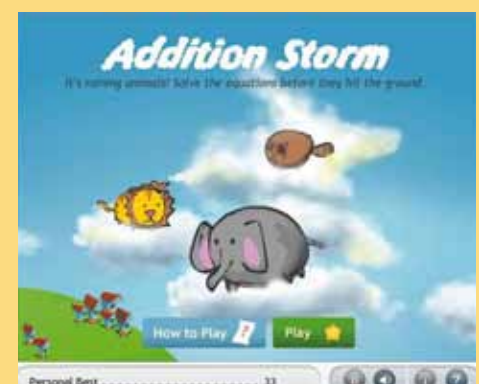 Addition Storm
It's raining animals! Solve the equations before they hit the ground.
How to Play
Play
Personal Best . . . . . . . . . . . . . . . . . . . . . . . . 33